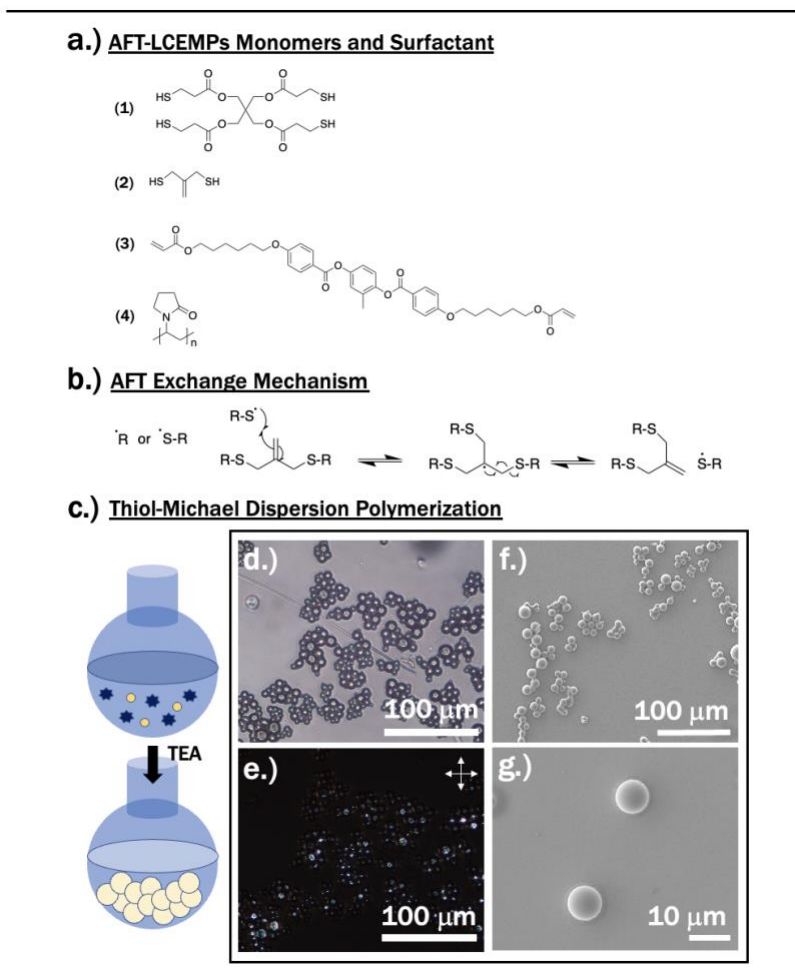 a.) AFT-LCEMPs Monomers and Surfactant
(1)
HS O O O O SH
HS O O O O SH
(2) HS SH
(3)
O O O O O O O O O O
(4) N O n
b.) AFT Exchange Mechanism
•R or •S-R
R-S•
R-S S-R
R-S
R-S S-R
R-S
R-S •S-R
c.) Thiol-Michael Dispersion Polymerization
TEA
d.)
100 μm
e.)
100 μm
f.)
100 μm
g.)
10 μm